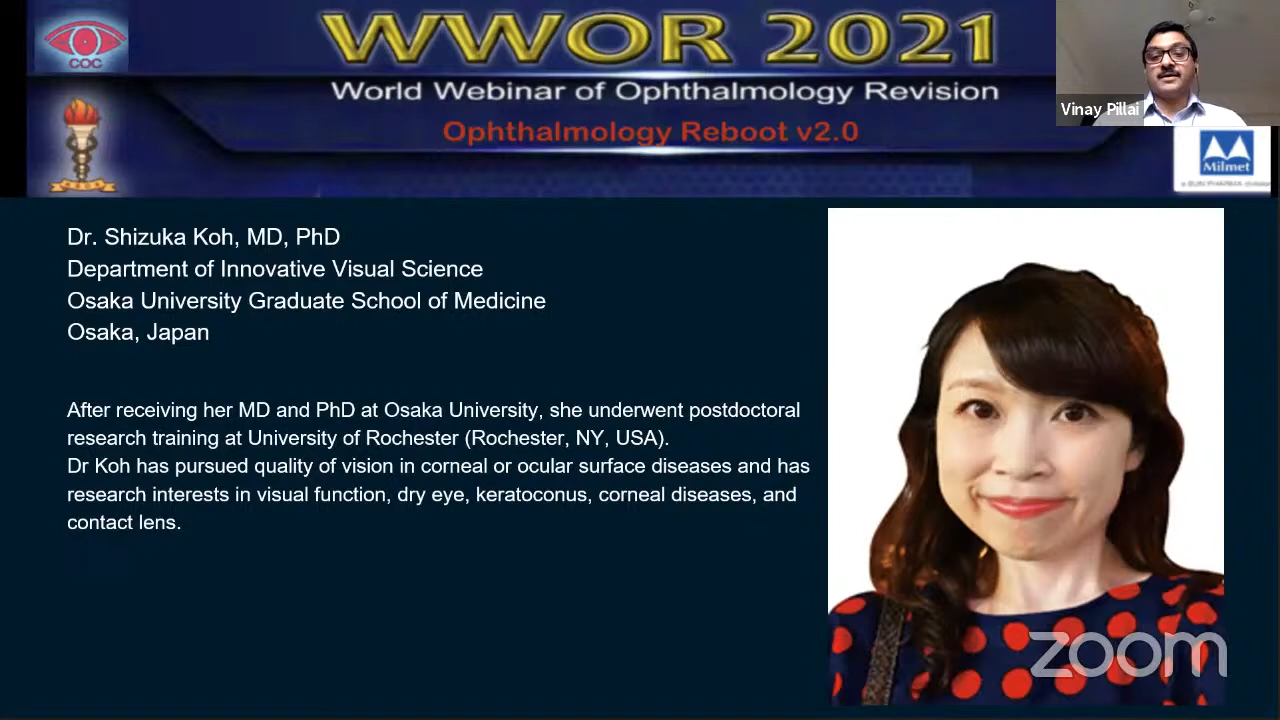 WWOR 2021
World Webinar of Ophthalmology Revision
Ophthalmology Reboot v2.0
COC
Vinay Pillai
Milmet
Dr. Shizuka Koh, MD, PhD
Department of Innovative Visual Science
Osaka University Graduate School of Medicine
Osaka, Japan
After receiving her MD and PhD at Osaka University, she underwent postdoctoral
research training at University of Rochester (Rochester, NY, USA).
Dr Koh has pursued quality of vision in corneal or ocular surface diseases and has
research interests in visual function, dry eye, keratoconus, corneal diseases, and
contact lens.
zoom